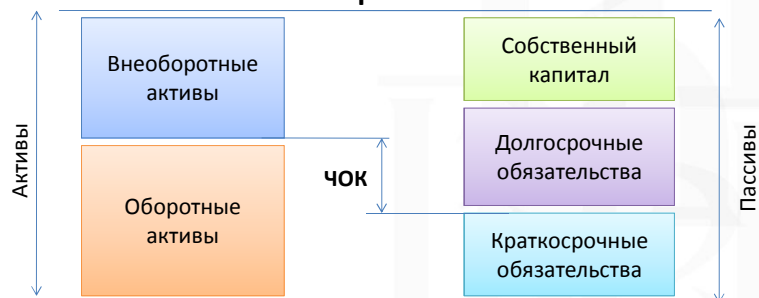 Активы
Внеоборотные
активы
Оборотные
активы
ЧОК
Собственный
капитал
Долгосрочные
обязательства
Краткосрочные
обязательства
Пассивы